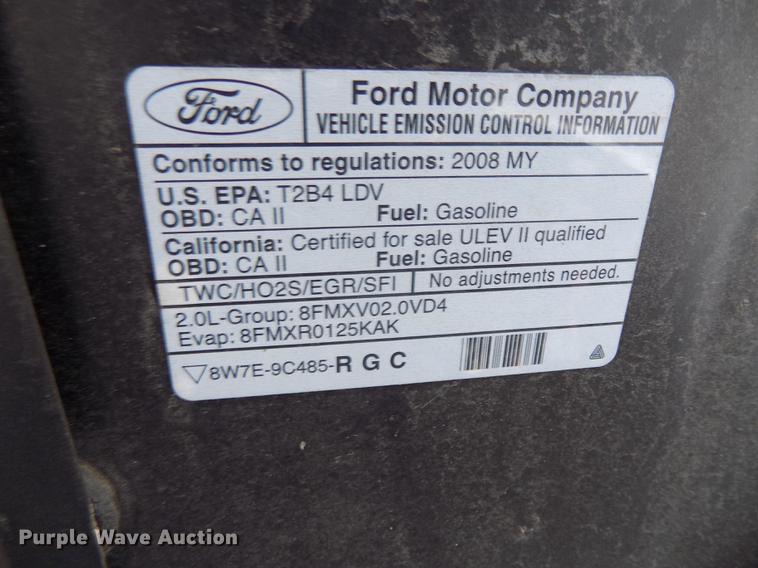 Ford
Ford Motor Company
VEHICLE EMISSION CONTROL INFORMATION
Conforms to regulations: 2008 MY
U.S. EPA: T2B4 LDV
OBD: CA II Fuel: Gasoline
California: Certified for sale ULEV II qualified
OBD: CA II Fuel: Gasoline
TWC/HO2S/EGR/SFI No adjustments needed.
2.0L-Group: 8FMXV02.0VD4
Evap: 8FMXR0125KAK
8W7E-9C485-R G C
Purple Wave Auction